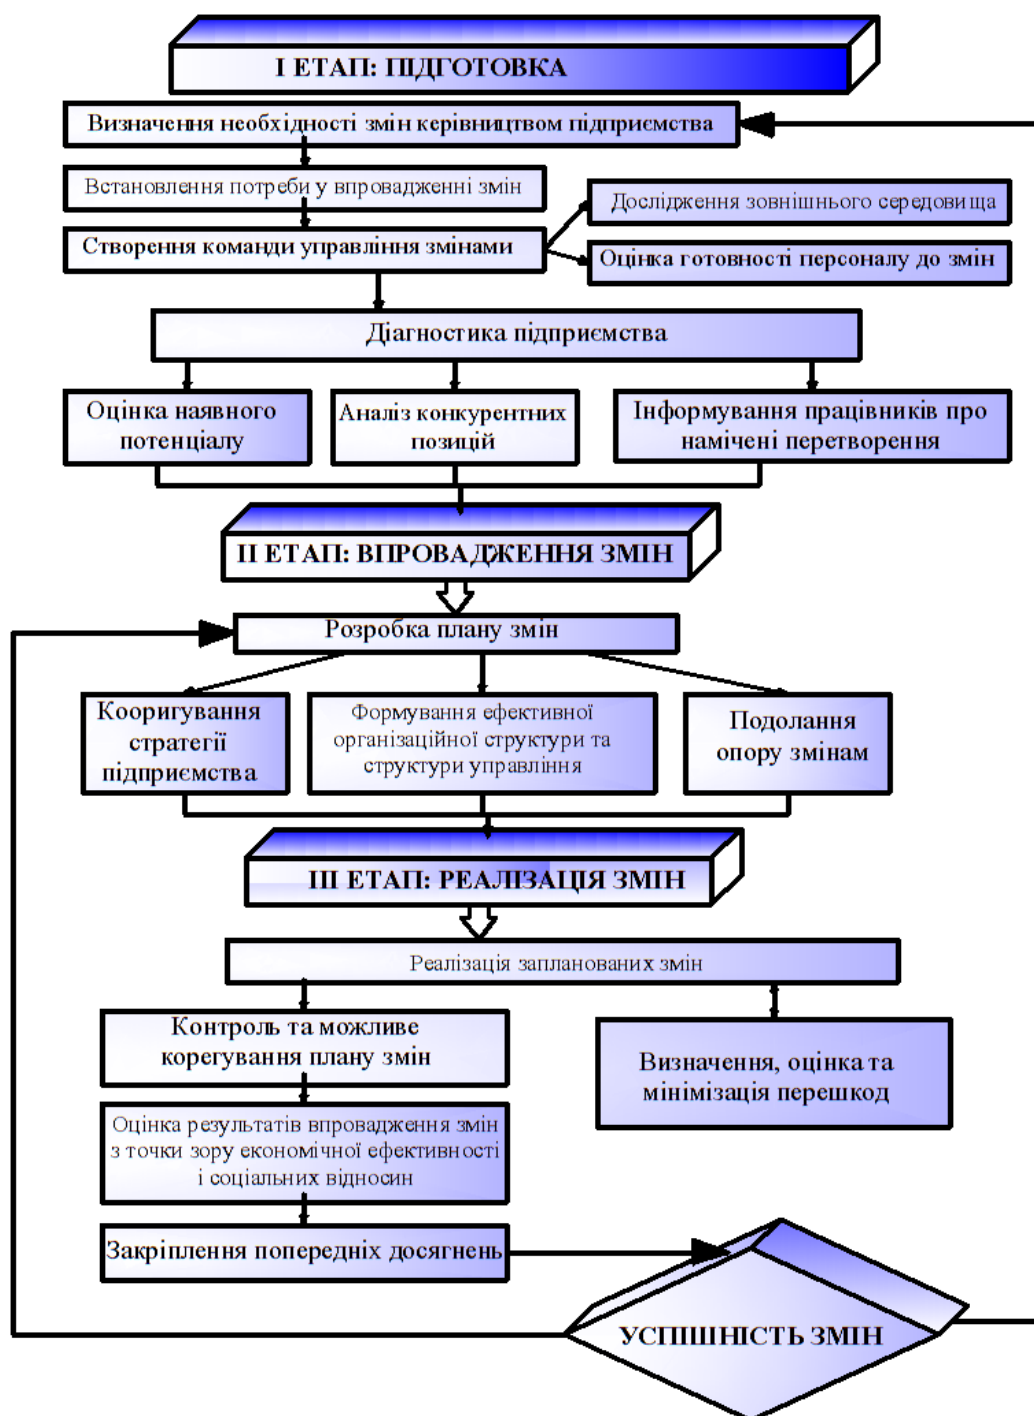 І ЕТАП: ПІДГОТОВКА
Визначення необхідності змін керівництвом підприємства
Встановлення потреби у впровадженні змін
Дослідження зовнішнього середовища
Створення команди управління змінами
Оцінка готовності персоналу до змін
Діагностика підприємства
Оцінка наявного
потенціалу
Аналіз конкурентних
позицій
Інформування працівників про
намічені перетворення
ІІ ЕТАП: ВПРОВАДЖЕННЯ ЗМІН
Розробка плану змін
Кооригування
стратегії
підприємства
Формування ефективної
організаційної структури та
структури управління
Подолання
опору змінам
ІІІ ЕТАП: РЕАЛІЗАЦІЯ ЗМІН
Реалізація запланованих змін
Контроль та можливе
корегування плану змін
Визначення, оцінка та
мінімізація перешкод
Оцінка результатів впровадження змін
з точки зору економічної ефективності
і соціальних відносин
Закріплення попередніх досягнень
УСПІШНІСТЬ ЗМІН